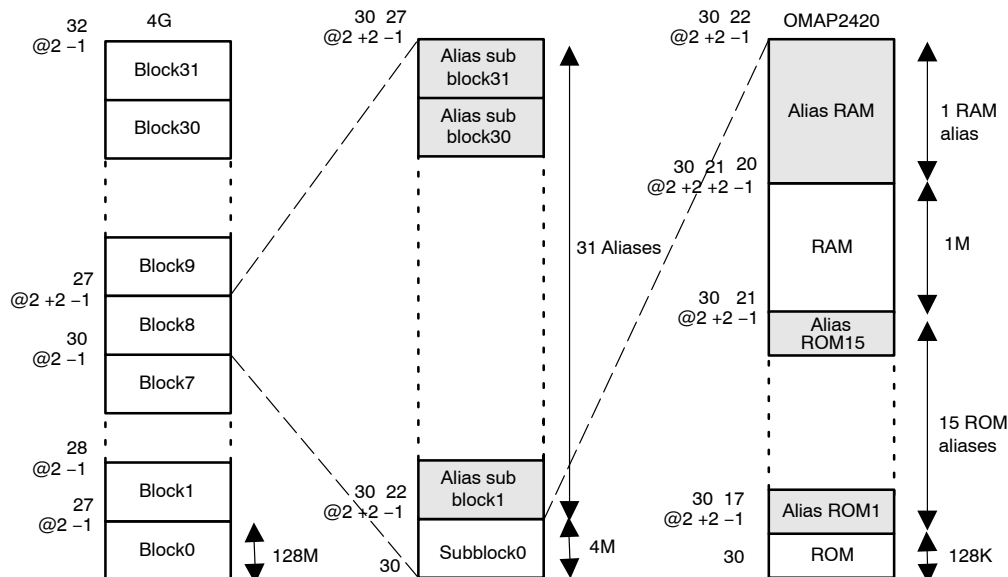 32
@2 −1
4G
Block31
Block30
Block9
27
@2 +2 −1
Block8
30
@2 −1
Block7
28
@2 −1
Block1
27
@2 −1
Block0
128M
30 27
@2 +2 −1
Alias sub
block31
Alias sub
block30
31 Aliases
Alias sub
block1
30 22
@2 +2 −1
Subblock0
30
4M
30 22
@2 +2 −1
OMAP2420
Alias RAM
1 RAM
alias
30 21 20
@2 +2 +2 −1
RAM
1M
30 21
@2 +2 −1
Alias
ROM15
15 ROM
aliases
30 17
@2 +2 −1
Alias ROM1
30
ROM
128K